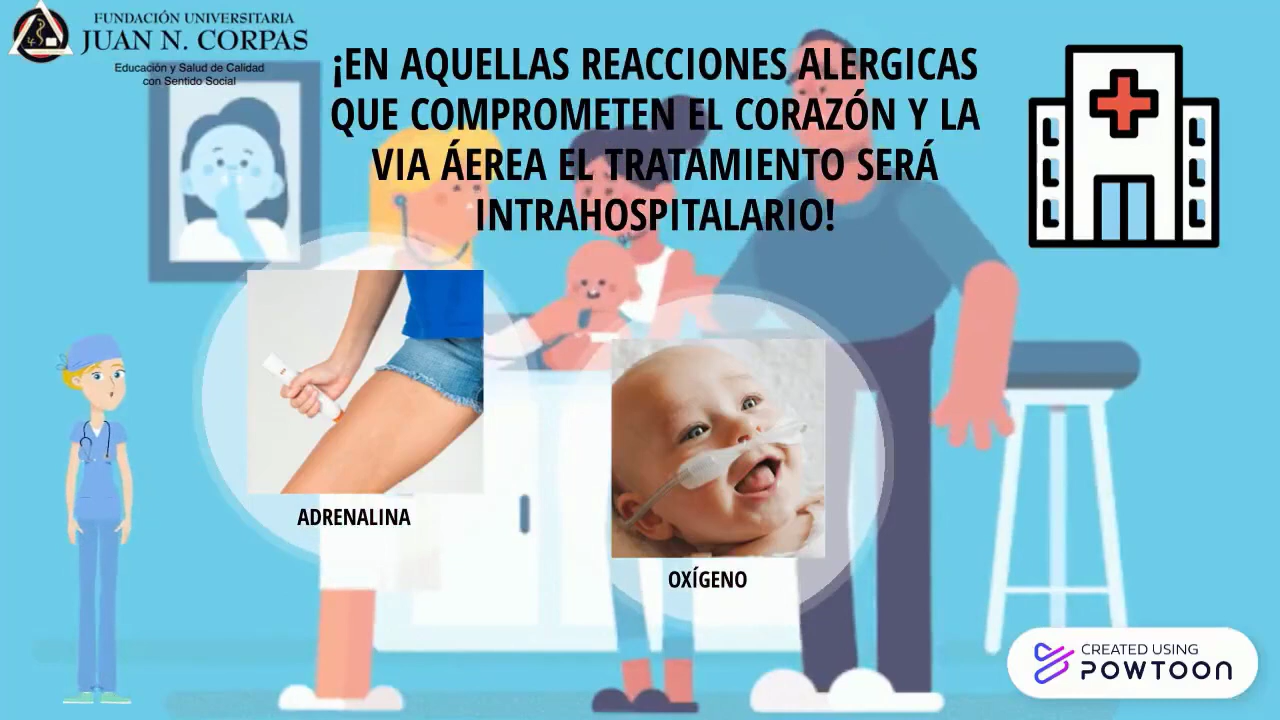 FUNDACIÓN UNIVERSITARIA
JUAN N. CORPAS
Educación y Salud de Calidad
con Sentido Social
¡EN AQUELLAS REACCIONES ALERGICAS
QUE COMPROMETEN EL CORAZÓN Y LA
VIA ÁEREA EL TRATAMIENTO SERÁ
INTRAHOSPITALARIO!
ADRENALINA
OXÍGENO
CREATED USING
POWTOON